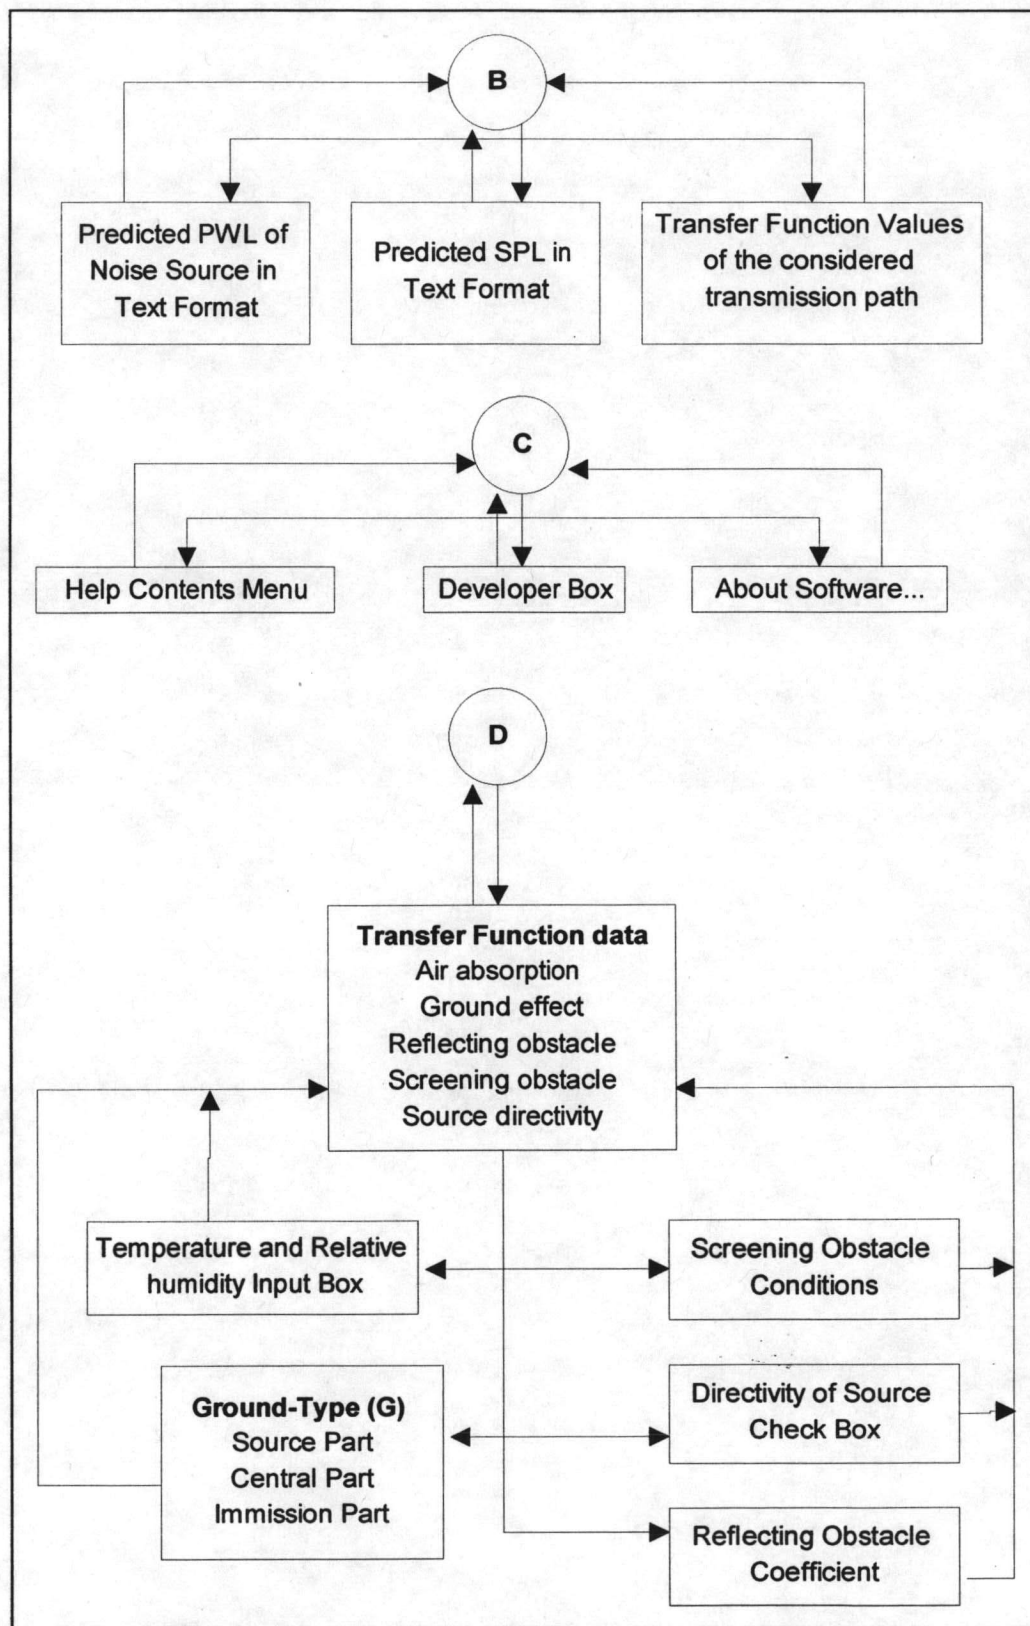 B
Predicted PWL of
Noise Source in
Text Format
Predicted SPL in
Text Format
Transfer Function Values
of the considered
transmission path
C
Help Contents Menu
Developer Box
About Software...
D
Transfer Function data
Air absorption
Ground effect
Reflecting obstacle
Screening obstacle
Source directivity
Temperature and Relative
humidity Input Box
Screening Obstacle
Conditions
Ground-Type (G)
Source Part
Central Part
Immission Part
Directivity of Source
Check Box
Reflecting Obstacle
Coefficient